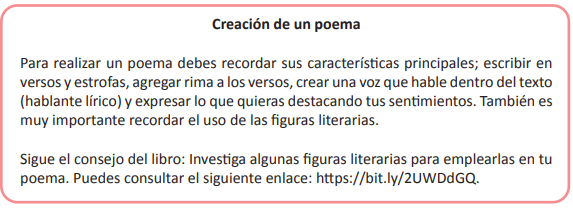 Creación de un poema
Para realizar un poema debes recordar sus características principales; escribir en
versos y estrofas, agregar rima a los versos, crear una voz que hable dentro del texto
(hablante lírico) y expresar lo que quieras destacando tus sentimientos. También es
muy importante recordar el uso de las figuras literarias.
Sigue el consejo del libro: Investiga algunas figuras literarias para emplearlas en tu
poema. Puedes consultar el siguiente enlace: https://bit.ly/2UWDdGQ.